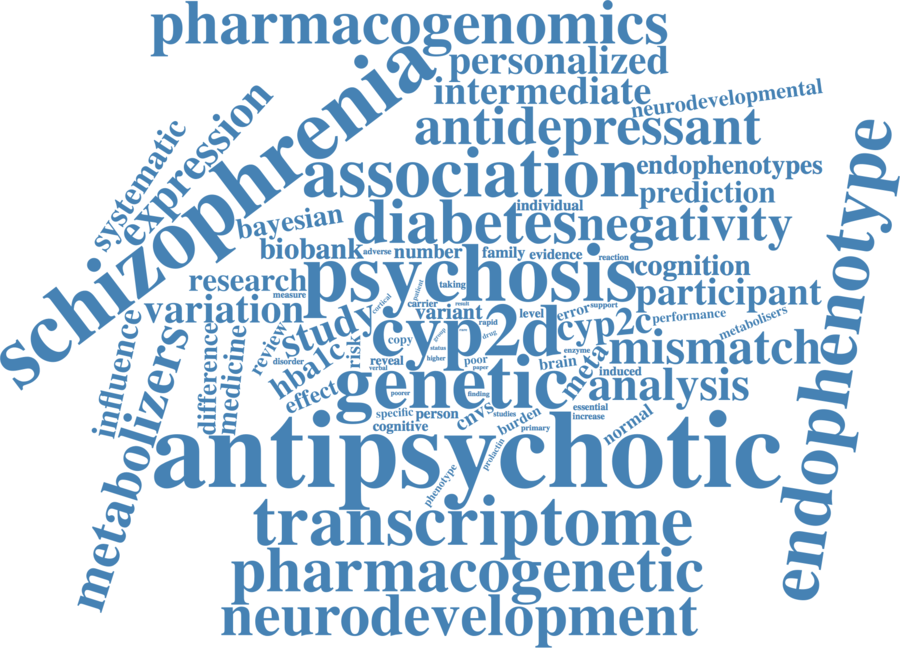 pharmacogenomics
personalized
schizophrenia
intermediate
neurodevelopmental
expression
systematic
antidepressant
association
endophenotypes
endophenotype
prediction
individual
bayesian
diabetes
negativity
biobank
adverse
number
family
evidence
reaction
research
measure
psychosis
taking
patient
cortical
cognition
variation
participant
carrier
result
variant
level
error
support
performance
metabolisers
study
cyp2d
rapid
drug
group
cyp2c
influence
metabolizers
difference
medicine
review
disorder
hba1c
risk
copy
status
higher
reveal
verbal
poor
paper
enzyme
brain
meta
mismatch
induced
effect
genetic
poorer
finding
analysis
specific
person
cognitive
cnvs
studies
burden
primary
essential
increase
normal
antipsychotic
phenotype
prolactin
transcriptome
pharmacogenetic
neurodevelopment